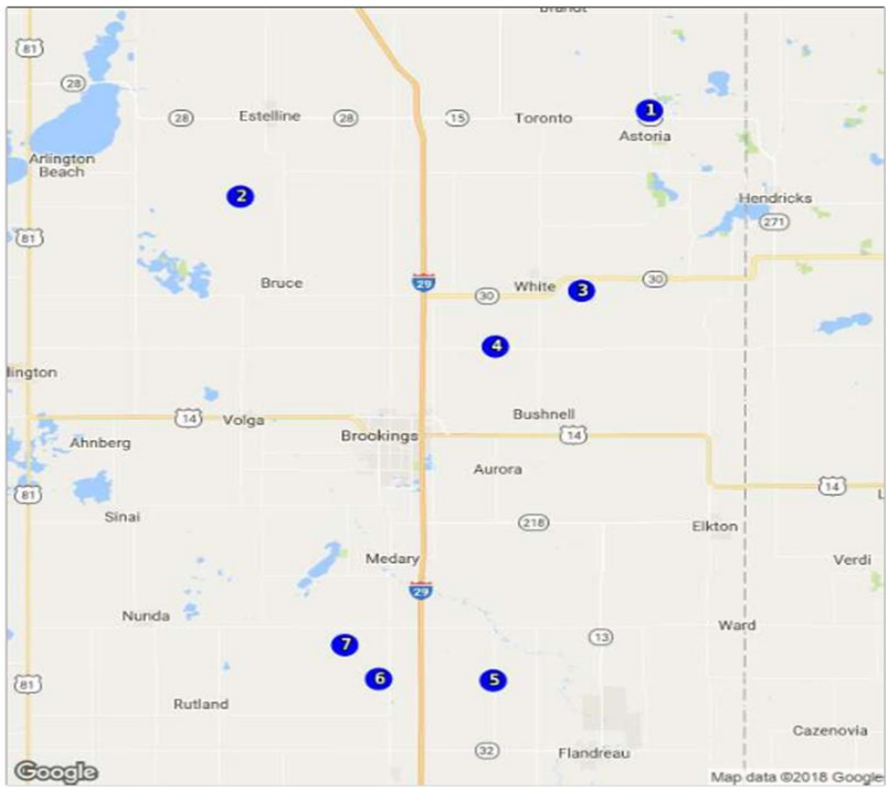 Brandt
81
28
1
28
Estelline
28
15
Toronto
Astoria
Arlington
Beach
2
Hendricks
271
81
Bruce
29
White
3
30
30
4
lington
14
Volga
Bushnell
Brookings
14
Ahnberg
Aurora
81
14
L
Sinai
218
Elkton
Medary
Verdi
29
Nunda
Ward
13
7
6
5
81
Rutland
32
Flandreau
Cazenovia
Google
Map data ©2018 Google